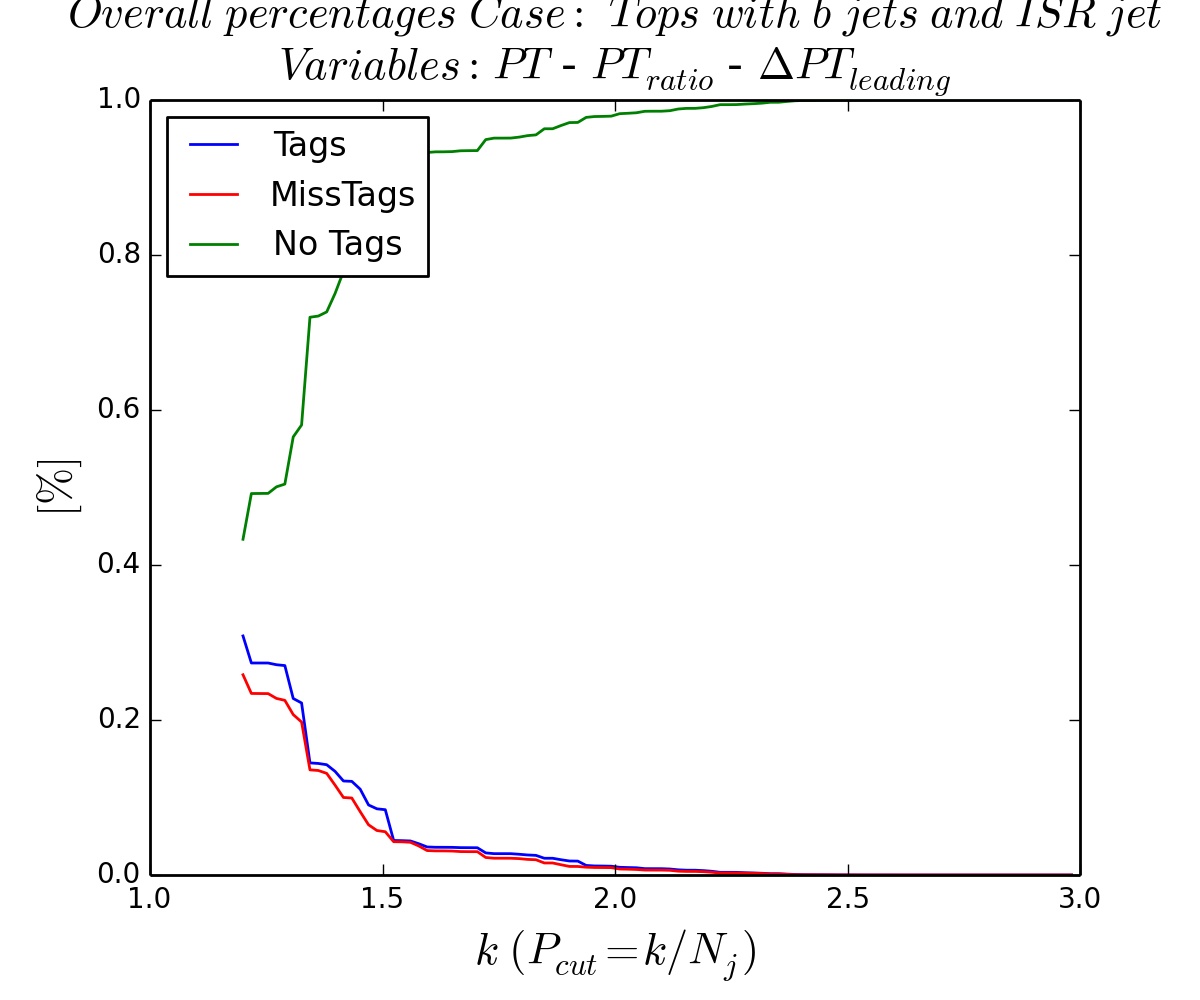 Overall percentages Case: Tops with b jets and ISR jet
Variables: PT - PT_ratio - ΔPT_leading
1.0
Tags
MissTags
No Tags
0.8
0.6
[%]
0.4
0.2
0.0
1.0 1.5 2.0 2.5 3.0
k (P_cut = k/N_j)